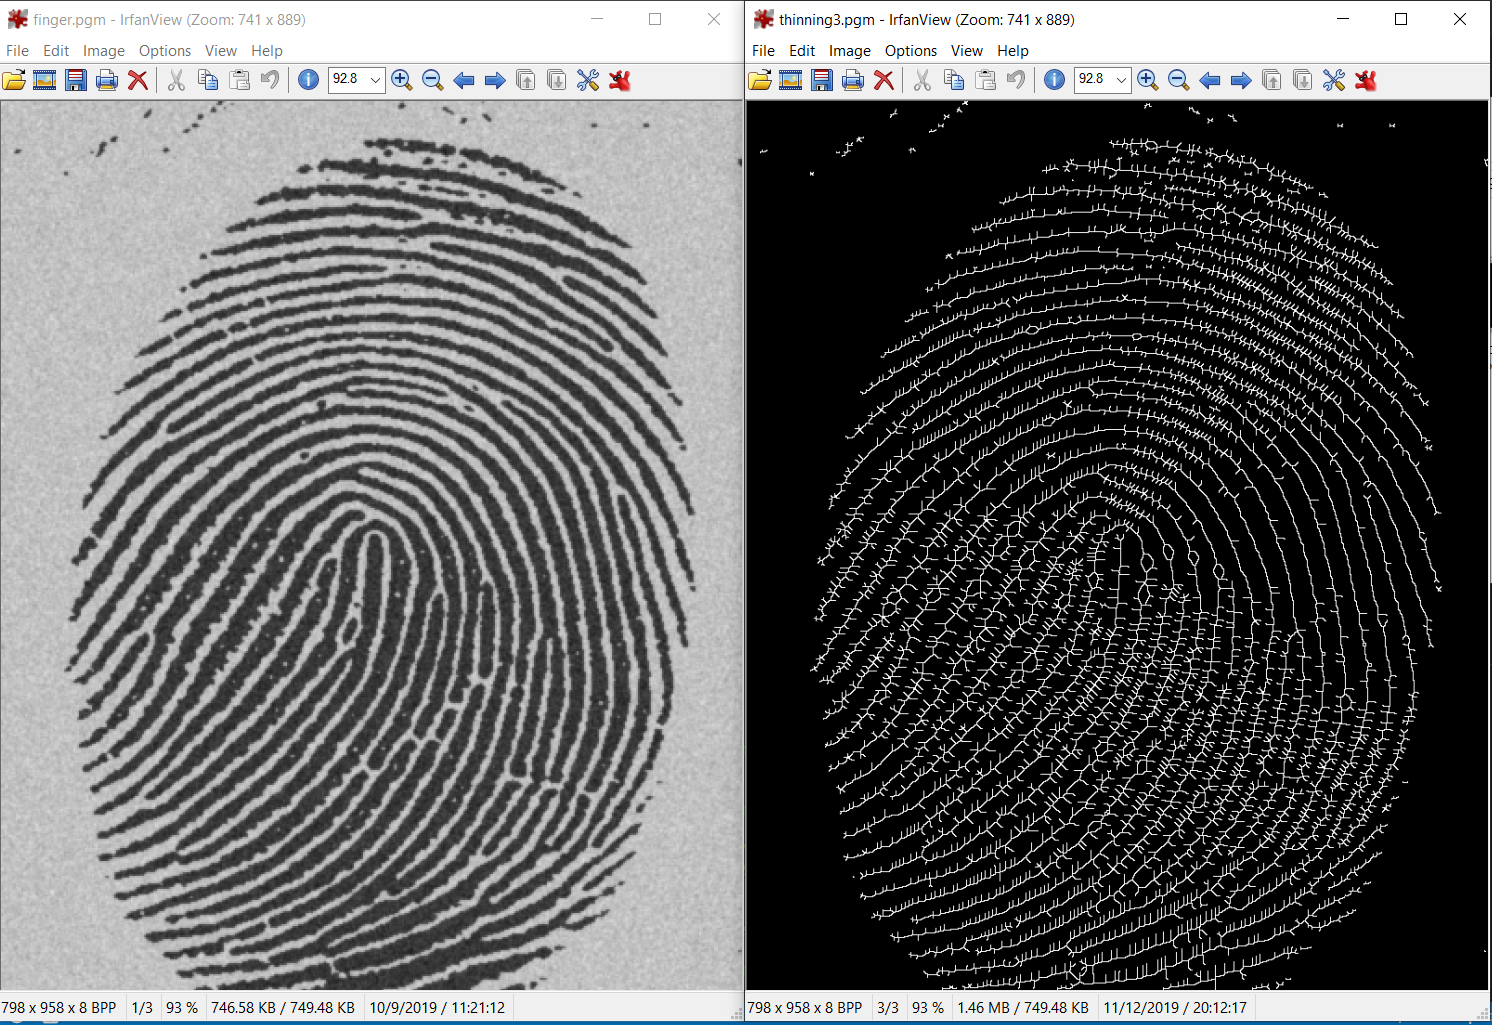 finger.pgm - IrfanView (Zoom: 741 x 889)
File Edit Image Options View Help
92.8
798 x 958 x 8 BPP 1/3 93 % 746.58 KB / 749.48 KB 10/9/2019 / 11:21:12
thinning3.pgm - IrfanView (Zoom: 741 x 889)
File Edit Image Options View Help
92.8
798 x 958 x 8 BPP 3/3 93 % 1.46 MB / 749.48 KB 11/12/2019 / 20:12:17